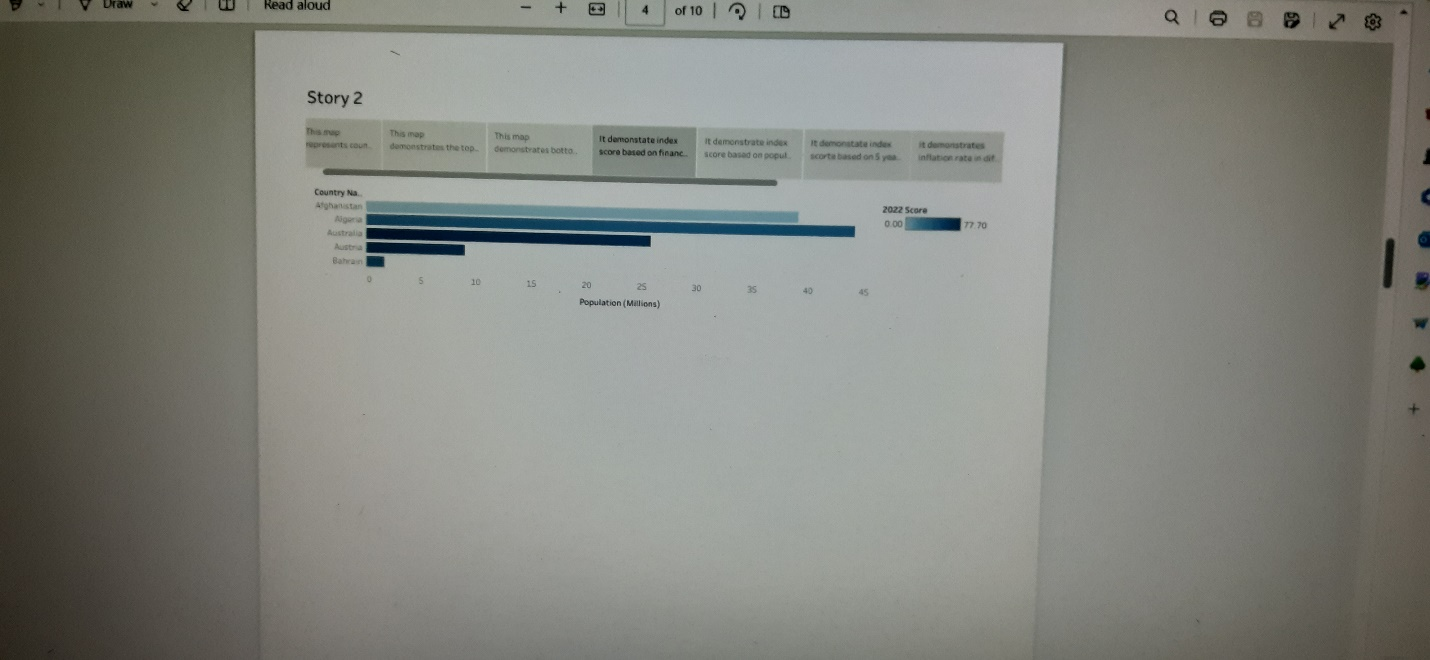 Draw
Read aloud
4
of 10
Story 2
This map
represents coun..
This map
demonstrates the top..
This map
demonstrates botto..
It demonstate index
score based on financ..
It demonstrate index
score based on popul..
It demonstate index
scorta based on 5 yea..
It demonstrates
inflation rate in dif..
Country Na..
Afghanistan
Algeria
Australia
Austria
Bahrain
0 5 10 15 20 25 30 35 40 45
Population (Millions)
2022 Score
0.00 77.70